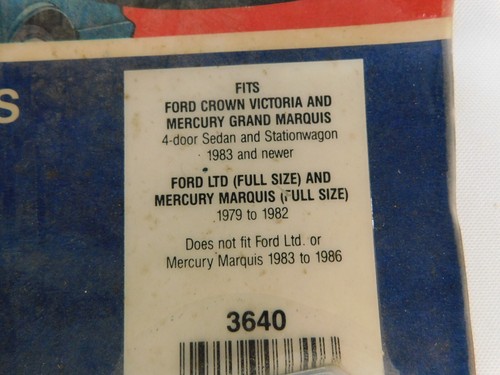 S
FITS
FORD CROWN VICTORIA AND
MERCURY GRAND MARQUIS
4-door Sedan and Stationwagon
1983 and newer
FORD LTD (FULL SIZE) AND
MERCURY MARQUIS (FULL SIZE)
1979 to 1982
Does not fit Ford Ltd. or
Mercury Marquis 1983 to 1986
3640